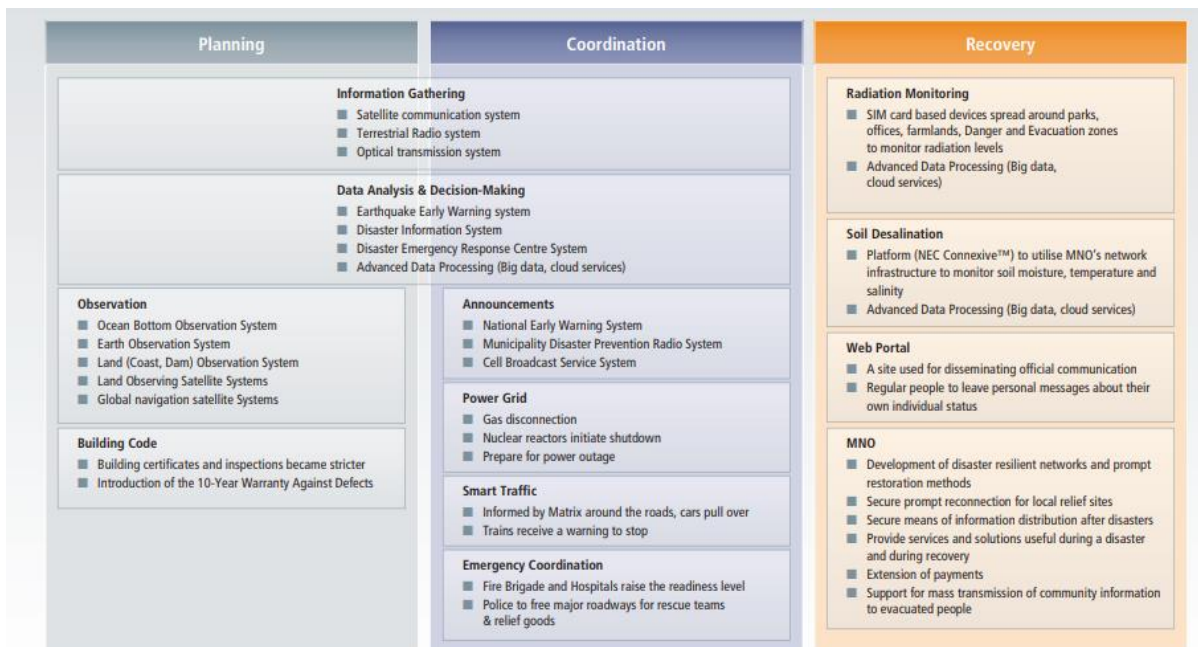 Planning
Coordination
Recovery
Information Gathering
Satellite communication system
Terrestrial Radio system
Optical transmission system
Data Analysis & Decision-Making
Earthquake Early Warning system
Disaster Information System
Disaster Emergency Response Centre System
Advanced Data Processing (Big data, cloud services)
Observation
Ocean Bottom Observation System
Earth Observation System
Land (Coast, Dam) Observation System
Land Observing Satellite Systems
Global navigation satellite Systems
Building Code
Building certificates and inspections became stricter
Introduction of the 10-Year Warranty Against Defects
Announcements
National Early Warning System
Municipality Disaster Prevention Radio System
Cell Broadcast Service System
Power Grid
Gas disconnection
Nuclear reactors initiate shutdown
Prepare for power outage
Smart Traffic
Informed by Matrix around the roads, cars pull over
Trains receive a warning to stop
Emergency Coordination
Fire Brigade and Hospitals raise the readiness level
Police to free major roadways for rescue teams
& relief goods
Radiation Monitoring
SIM card based devices spread around parks,
offices, farmlands, Danger and Evacuation zones
to monitor radiation levels
Advanced Data Processing (Big data,
cloud services)
Soil Desalination
Platform (NEC Connexive™) to utilise MNO's network
infrastructure to monitor soil moisture, temperature and
salinity
Advanced Data Processing (Big data, cloud services)
Web Portal
A site used for disseminating official communication
Regular people to leave personal messages about their
own individual status
MNO
Development of disaster resilient networks and prompt
restoration methods
Secure prompt reconnection for local relief sites
Secure means of information distribution after disasters
Provide services and solutions useful during a disaster
and during recovery
Extension of payments
Support for mass transmission of community information
to evacuated people